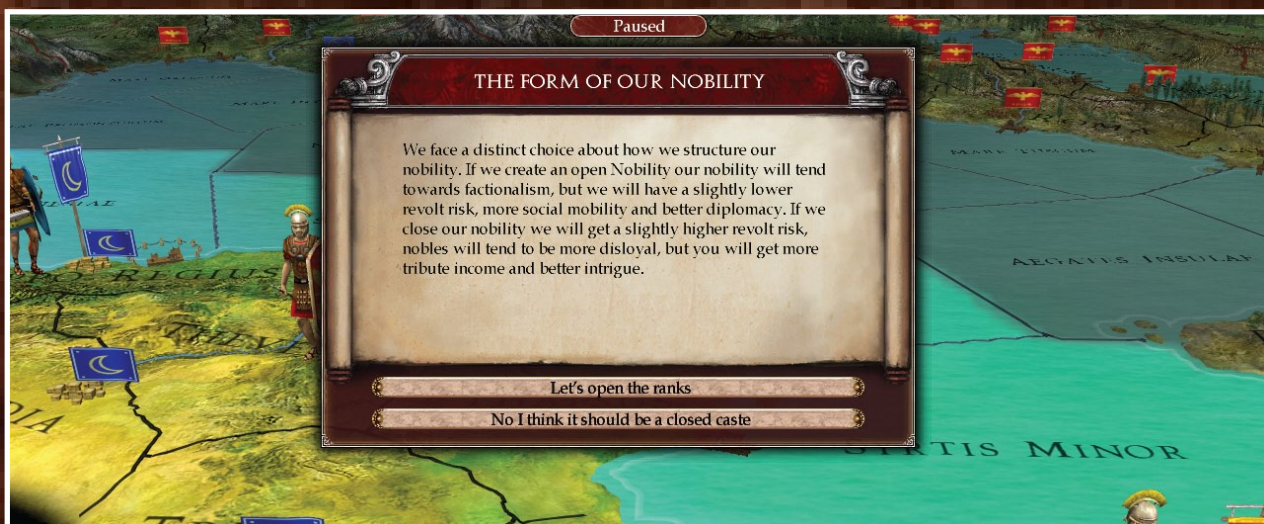 Paused
THE FORM OF OUR NOBILITY
We face a distinct choice about how we structure our
nobility. If we create an open Nobility our nobility will tend
towards factionalism, but we will have a slightly lower
revolt risk, more social mobility and better diplomacy. If we
close our nobility we will get a slightly higher revolt risk,
nobles will tend to be more disloyal, but you will get more
tribute income and better intrigue.
Let's open the ranks
No I think it should be a closed caste
REGIUS
AEGATES INSULAE
MINOR